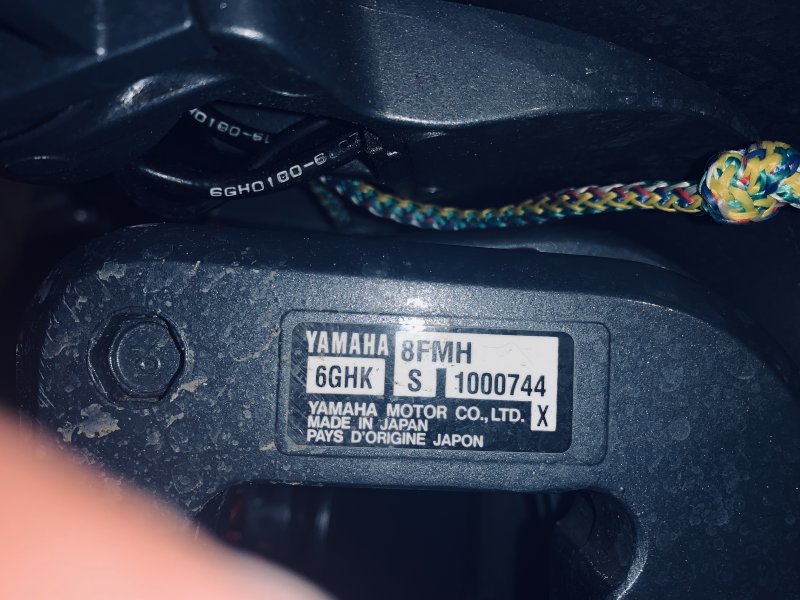 6GH0100-6
YAMAHA 8FMH
6GHK S 1000744
YAMAHA MOTOR CO.,LTD. X
MADE IN JAPAN
PAYS D'ORIGINE JAPON